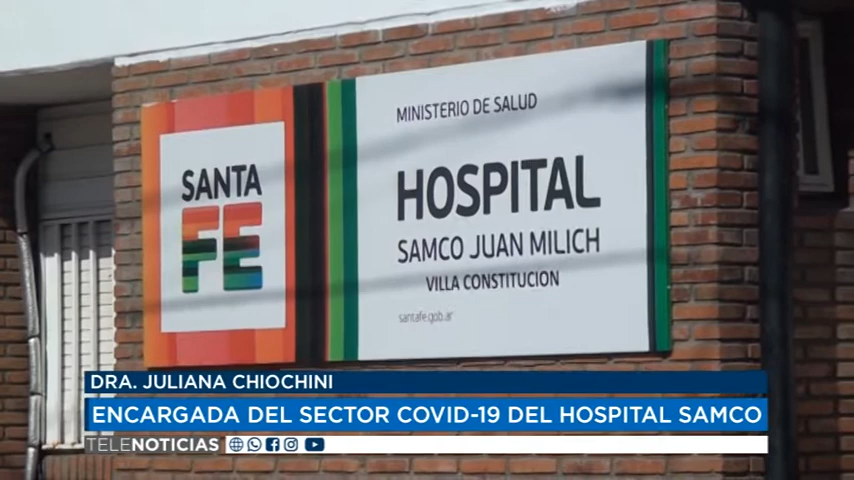 MINISTERIO DE SALUD
SANTA
FE
HOSPITAL
SAMCO JUAN MILICH
VILLA CONSTITUCION
santafe.gob.ar
DRA. JULIANA CHIOCHINI
ENCARGADA DEL SECTOR COVID-19 DEL HOSPITAL SAMCO
TELENOTICIAS